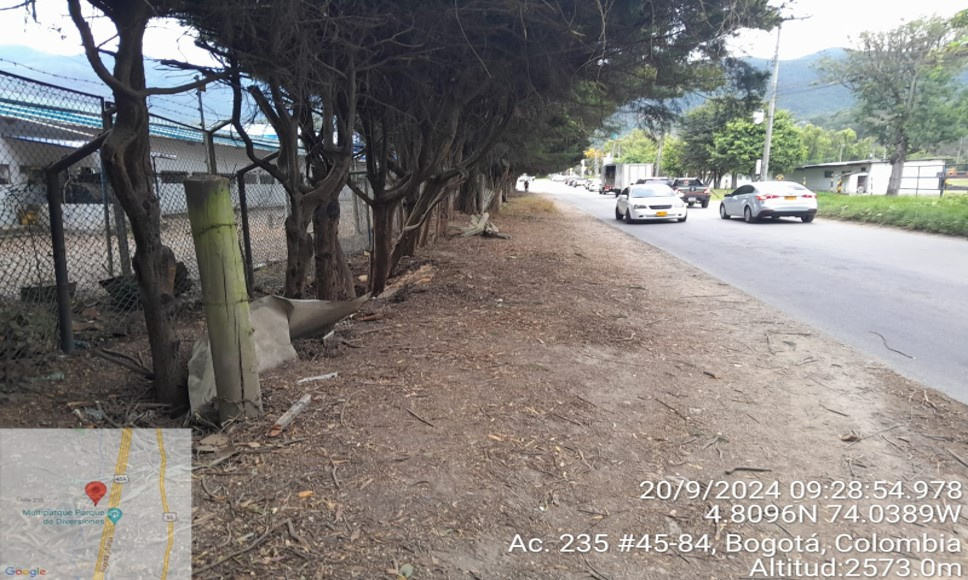 20/9/2024 09:28:54.978
4.8096N 74.0389W
Ac. 235 #45-84, Bogotá, Colombia
Altitud:2573.0m
Multiparque Parque
de Diversiones
Google